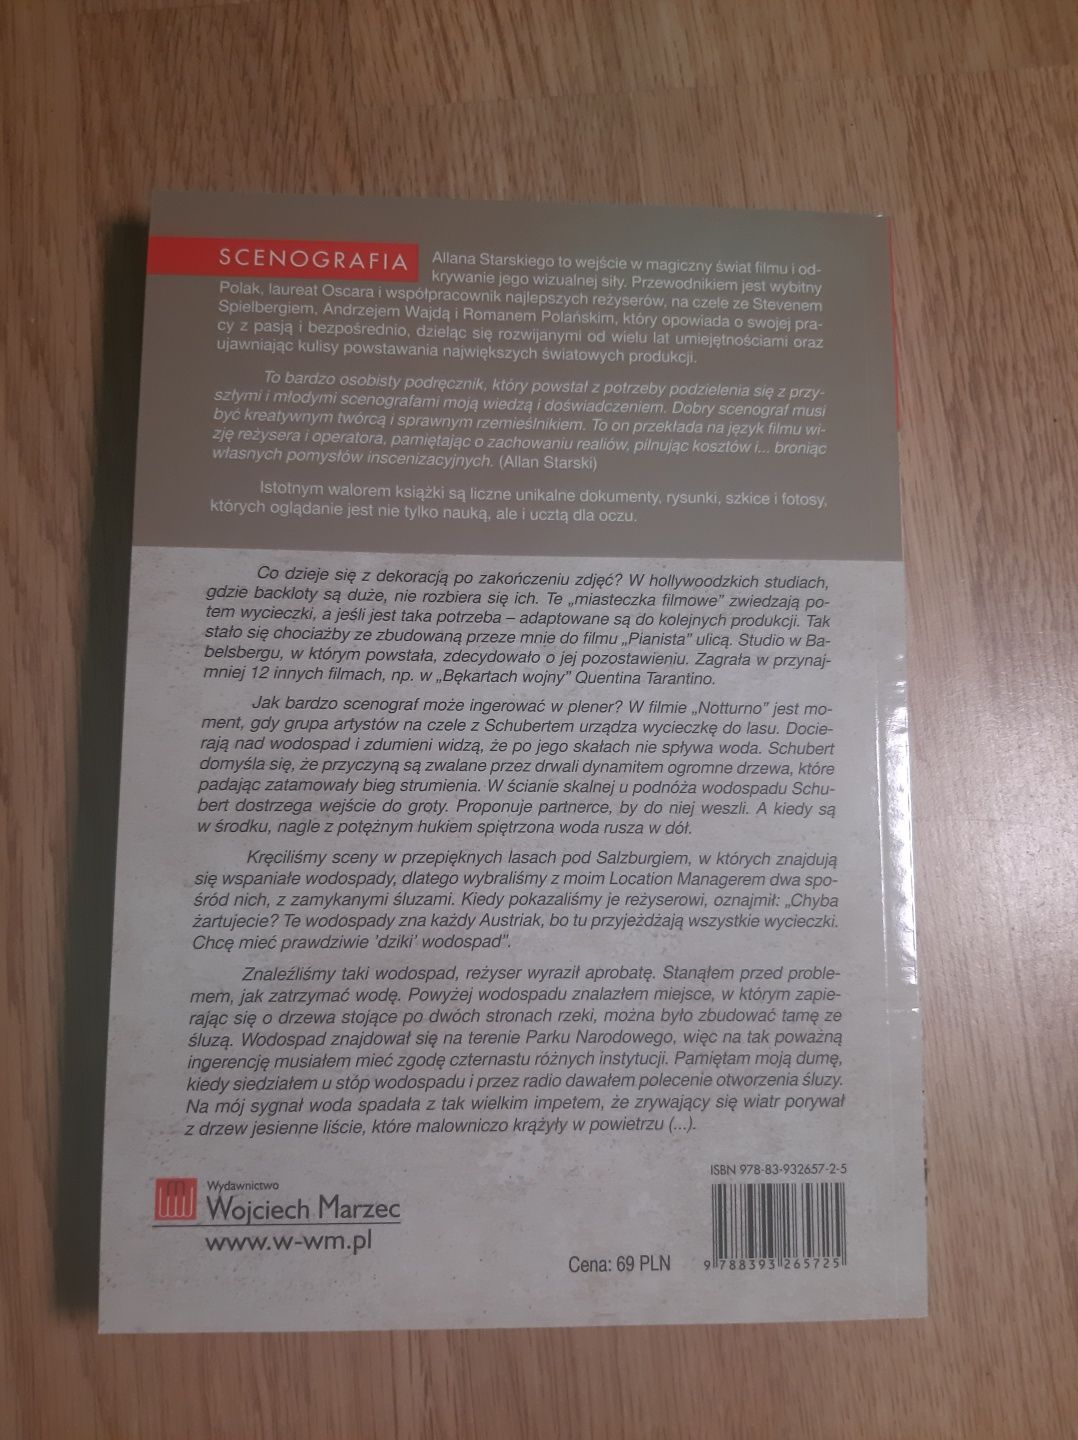 SCENOGRAFIA Allana Starskiego to wejście w magiczny świat filmu i od-
krywanie jego wizualnej siły. Przewodnikiem jest wybitny
Polak, laureat Oscara i współpracownik najlepszych reżyserów, na czele ze Stevenem
Spielbergiem, Andrzejem Wajdą i Romanem Polańskim, który opowiada o swojej pra-
cy z pasją i bezpośrednio, dzieląc się rozwijanymi od wielu lat umiejętnościami oraz
ujawniając kulisy powstawania największych światowych produkcji.
To bardzo osobisty podręcznik, który powstał z potrzeby podzielenia się z przy-
szłymi i młodymi scenografami moją wiedzą i doświadczeniem. Dobry scenograf musi
być kreatywnym twórcą i sprawnym rzemieślnikiem. To on przekłada na język filmu wi-
zję reżysera i operatora, pamiętając o zachowaniu realiów, pilnując kosztów i... broniąc
własnych pomysłów inscenizacyjnych. (Allan Starski)
Istotnym walorem książki są liczne unikalne dokumenty, rysunki, szkice i fotosy,
których oglądanie jest nie tylko nauką, ale i ucztą dla oczu.
Co dzieje się z dekoracją po zakończeniu zdjęć? W hollywoodzkich studiach,
gdzie backloty są duże, nie rozbiera się ich. Te „miasteczka filmowe” zwiedzają po-
tem wycieczki, a jeśli jest taka potrzeba – adaptowane są do kolejnych produkcji. Tak
stało się chociażby ze zbudowaną przeze mnie do filmu „Pianista” ulicą. Studio w Ba-
belsbergu, w którym powstała, zdecydowało o jej pozostawieniu. Zagrała w przynaj-
mniej 12 innych filmach, np. w „Bękartach wojny” Quentina Tarantino.
Jak bardzo scenograf może ingerować w plener? W filmie „Notturno” jest mo-
ment, gdy grupa artystów na czele z Schubertem urządza wycieczkę do lasu. Docie-
rają nad wodospad i zdumieni widzą, że po jego skałach nie spływa woda. Schubert
domyśla się, że przyczyną są zwalane przez drwali dynamitem ogromne drzewa, które
padając zatamowały bieg strumienia. W ścianie skalnej u podnóża wodospadu Schu-
bert dostrzega wejście do groty. Proponuje partnerce, by do niej weszli. A kiedy są
w środku, nagle z potężnym hukiem spiętrzona woda rusza w dół.
Kręciliśmy sceny w przepięknych lasach pod Salzburgiem, w których znajdują
się wspaniałe wodospady, dlatego wybraliśmy z moim Location Managerem dwa spo-
śród nich, z zamykanymi śluzami. Kiedy pokazaliśmy je reżyserowi, oznajmił: „Chyba
żartujecie? Te wodospady zna każdy Austriak, bo tu przyjeżdżają wszystkie wycieczki.
Chcę mieć prawdziwie 'dziki' wodospad”.
Znaleźliśmy taki wodospad, reżyser wyraził aprobatę. Stanąłem przed proble-
mem, jak zatrzymać wodę. Powyżej wodospadu znalazłem miejsce, w którym zapie-
rając się o drzewa stojące po dwóch stronach rzeki, można było zbudować tamę ze
śluzą. Wodospad znajdował się na terenie Parku Narodowego, więc na tak poważną
ingerencję musiałem mieć zgodę czternastu różnych instytucji. Pamiętam moją dumę,
kiedy siedziałem u stóp wodospadu i przez radio dawałem polecenie otworzenia śluzy.
Na mój sygnał woda spadała z tak wielkim impetem, że zrywający się wiatr porywał
z drzew jesienne liście, które malowniczo krążyły w powietrzu (...).
ISBN 978-83-932657-2-5
Wydawnictwo
Wojciech Marzec
www.w-wm.pl
Cena: 69 PLN
9 788393 265725